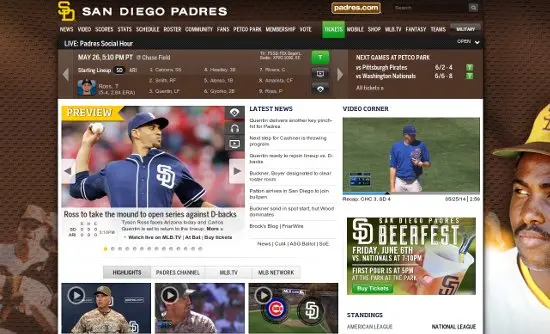 SD
SAN DIEGO PADRES
padres.com
Search
NEWS VIDEO SCORES STATS SCHEDULE ROSTER COMMUNITY FANS PETCO PARK MEMBERSHIP VOTE TICKETS MOBILE SHOP MLB.TV FANTASY TEAMS MILITARY
LIVE: Padres Social Hour
OPEN
MAY 26, 5:10 PM PT @ Chase Field
Starting Lineup SD ARI
Ross, T
(5-4, 2.84 ERA)
1. Cabrera, SS
2. Smith, RF
3. Quentin, LF
4. Headley, 3B
5. Alonso, 1B
6. Gyorko, 2B
7. Rivera, C
8. Amarista, CF
9. Ross, P
NEXT GAMES AT PETCO PARK
vs Pittsburgh Pirates 6/2 - 4
vs Washington Nationals 6/6 - 8
All tickets »
PREVIEW
Ross to take the mound to open series against D-backs
Tyson Ross faces Arizona today and Carlos
Quentin is set to return to the lineup. More »
• Watch live on MLB.TV | At Bat | Buy tickets
SD
ARI
5:10PM
LATEST NEWS
Quentin delivers another key pinch-
hit for Padres
Next step for Cashner is throwing
program
Quentin ready to rejoin lineup vs. D-
backs
Buckner, Boyer designated to
clear roster room
Patton arrives in San Diego to join
bullpen
Buckner send in spot start, but Wood
dominates
Brock's Blog | FriarWire
News | Cuts | ASG Ballot | SoE
VIDEO CORNER
Recap: CHC 3, SD 4
05/25/14 | 2:58
SAN DIEGO PADRES
BEERFEST
FRIDAY, JUNE 6TH
VS. NATIONALS AT 7:10PM
FIRST POUR IS AT 5PM
AT THE PARK AT THE PARK
Buy Tickets
HIGHLIGHTS PADRES CHANNEL MLB.TV MLB NETWORK
STANDINGS
AMERICAN LEAGUE NATIONAL LEAGUE